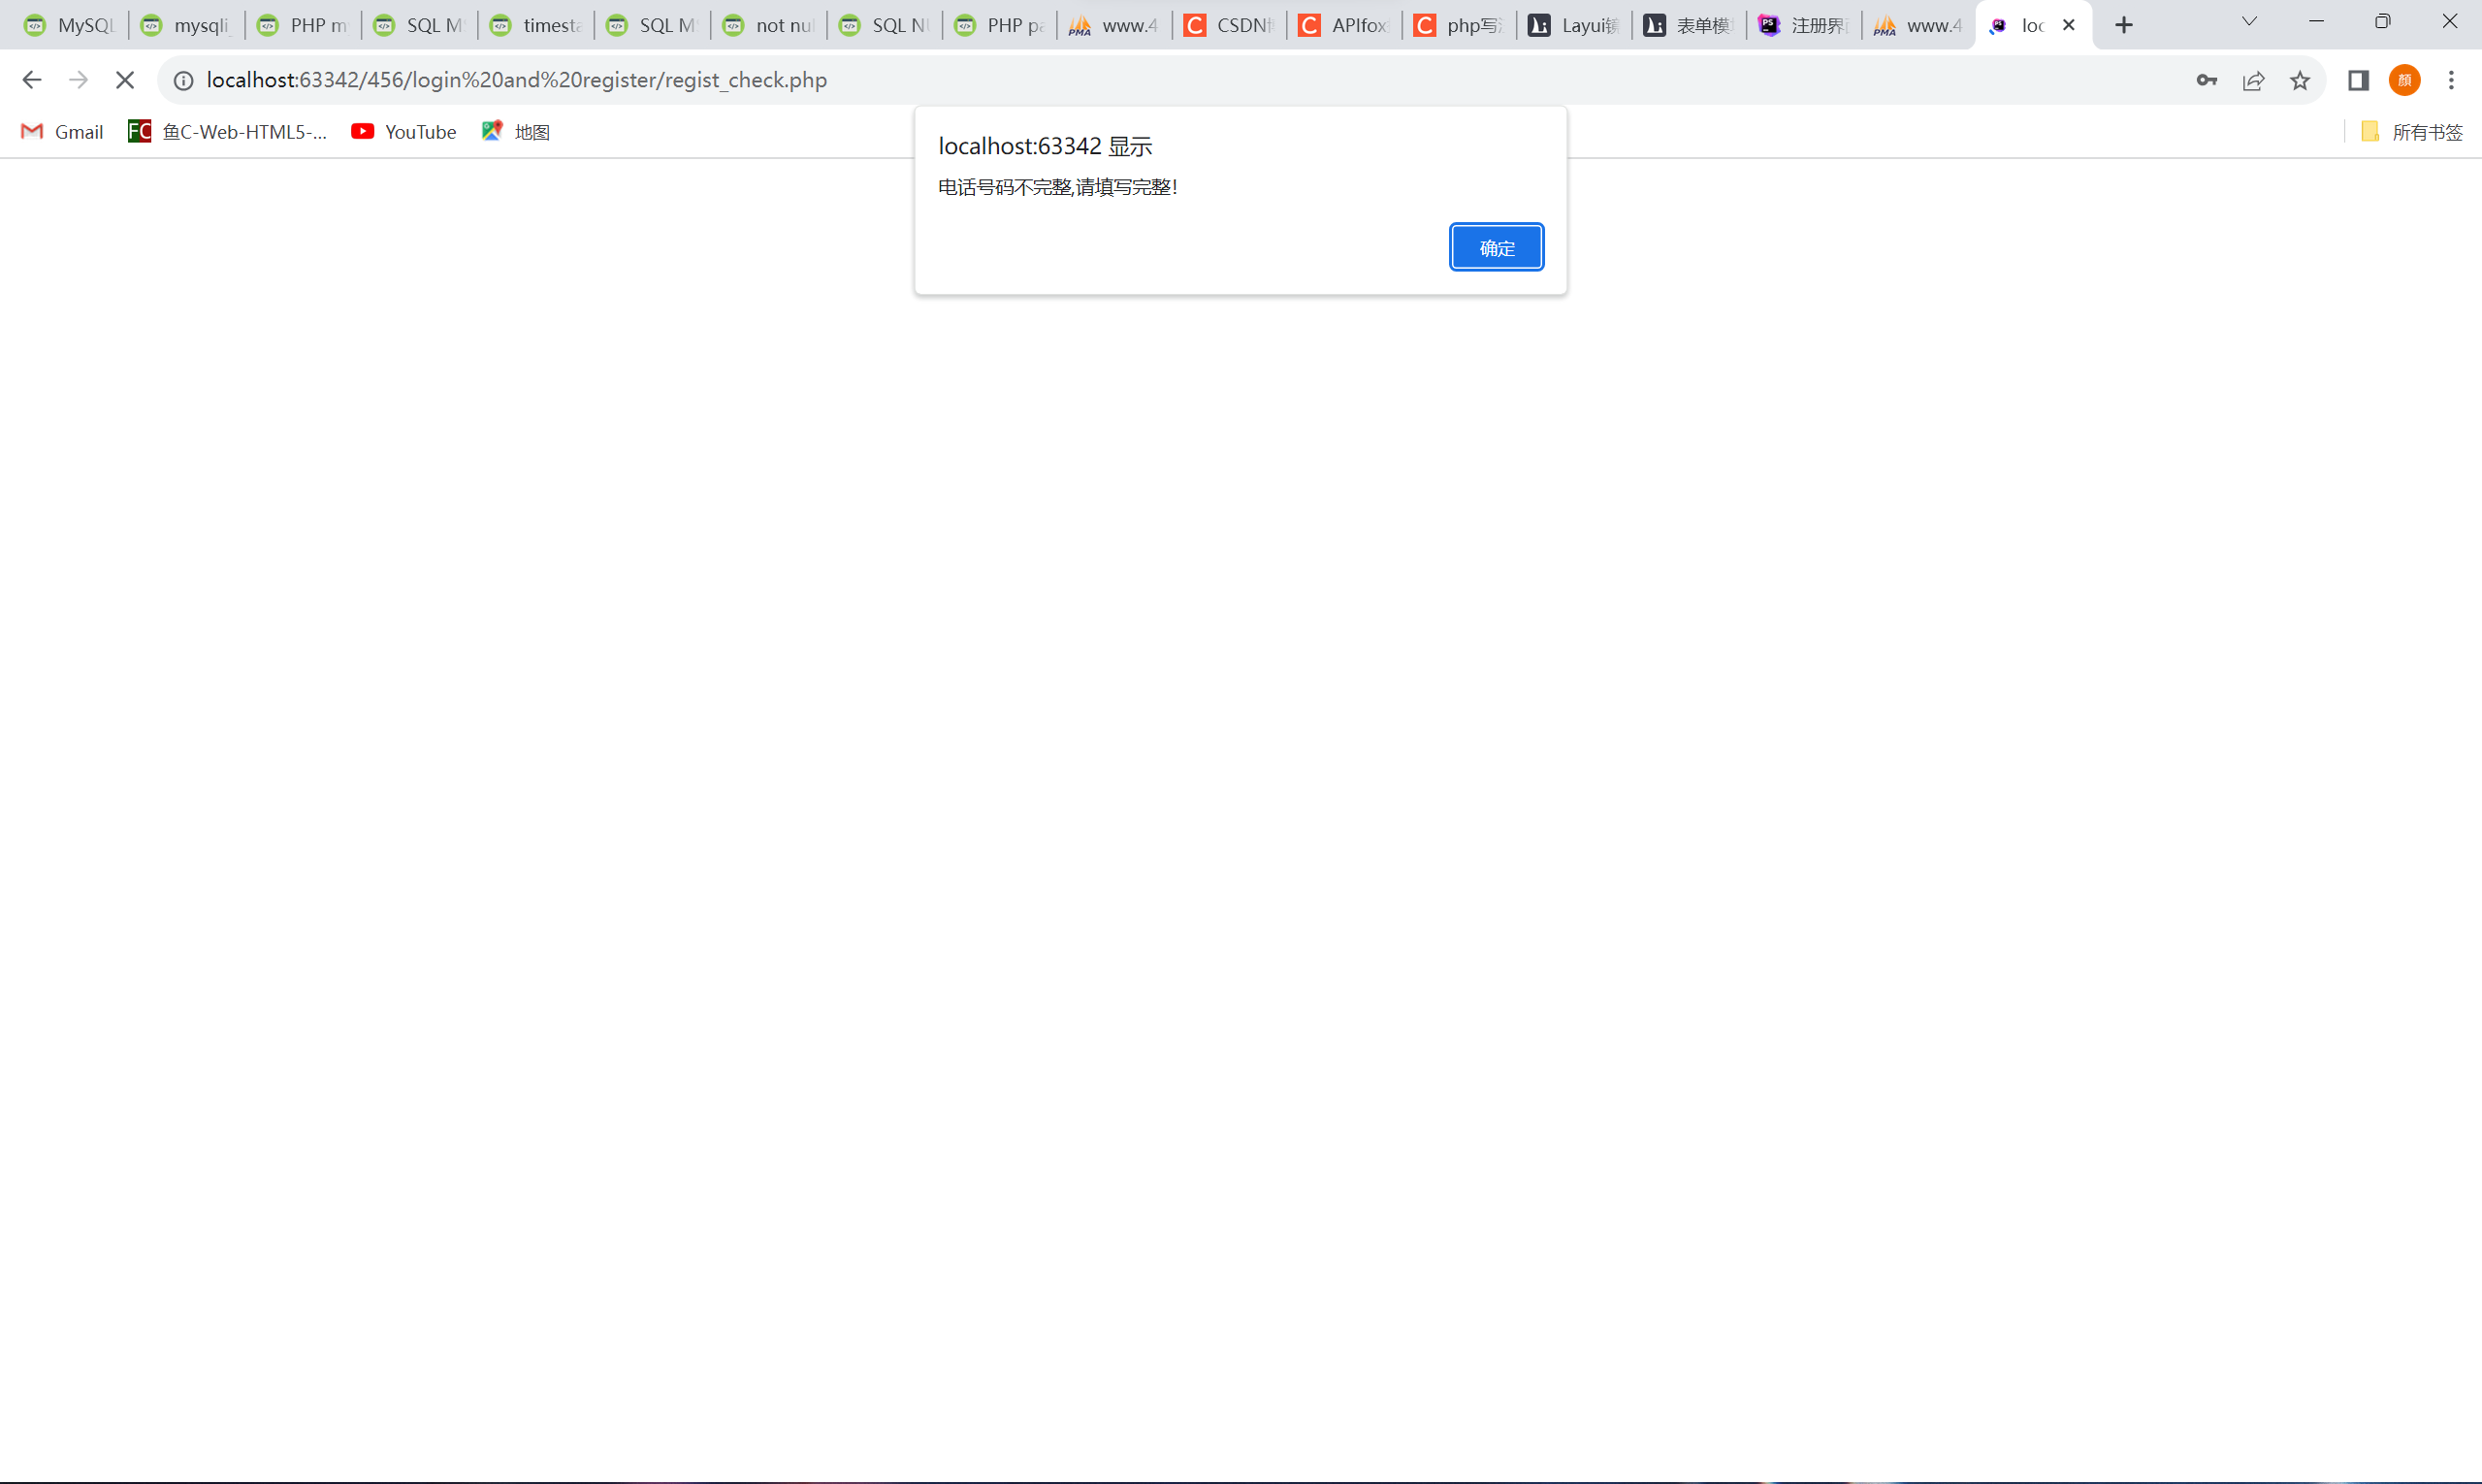 MySQL mysqli_ PHP m SQL M timesta SQL M not nul SQL NU PHP pa www.4 CSDN APIfox php写 Layui 表单模 注册界 www.4 loc
localhost:63342/456/login%20and%20register/regist_check.php 顏
Gmail 鱼C-Web-HTML5-... YouTube 地图 所有书签
localhost:63342 显示
电话号码不完整,请填写完整!
确定